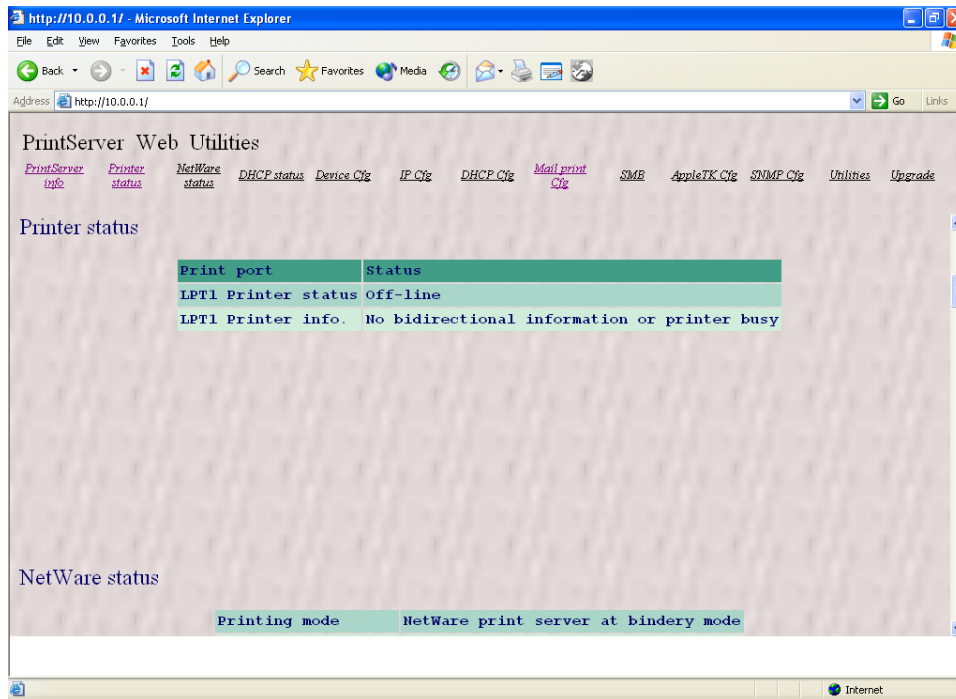 http://10.0.0.1/ - Microsoft Internet Explorer
File Edit View Favorites Tools Help
Back Search Favorites Media
Address http://10.0.0.1/ Go Links
PrintServer Web Utilities
PrintServer info Printer status NetWare status DHCP status Device Cfg IP Cfg DHCP Cfg Mail print Cfg SMB AppleTK Cfg SNMP Cfg Utilities Upgrade
Printer status
Print port Status
LPT1 Printer status Off-line
LPT1 Printer info. No bidirectional information or printer busy
NetWare status
Printing mode NetWare print server at bindery mode
Internet